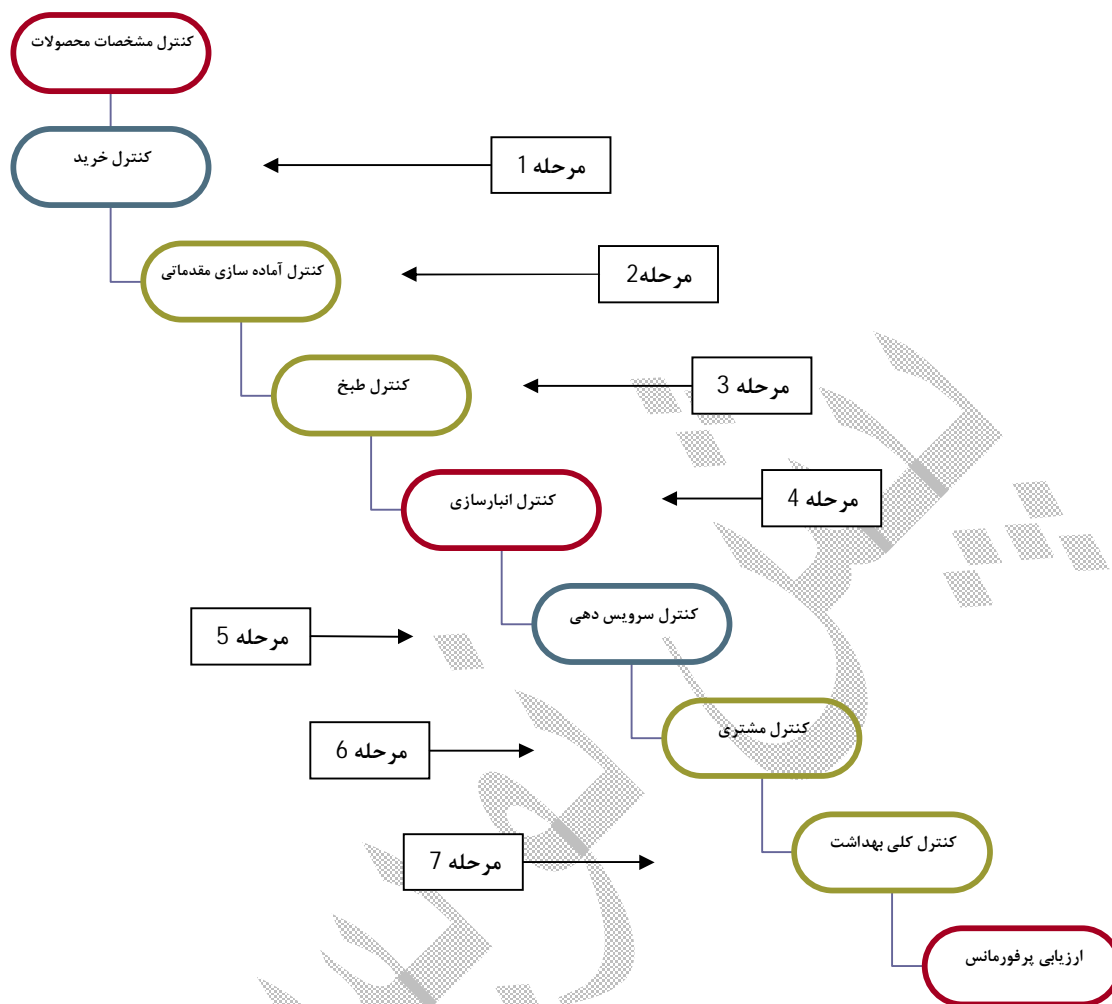 کنترل مشخصات محصولات
کنترل خرید
مرحله 1
کنترل آماده سازی مقدماتی
مرحله2
کنترل طبخ
مرحله 3
کنترل انبارسازی
مرحله 4
کنترل سرویس دهی
مرحله 5
کنترل مشتری
مرحله 6
کنترل کلی بهداشت
مرحله 7
ارزیابی پرفورمانس